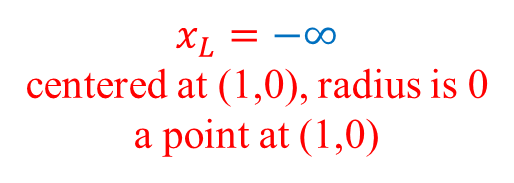 x_L = −∞
centered at (1,0), radius is 0
a point at (1,0)